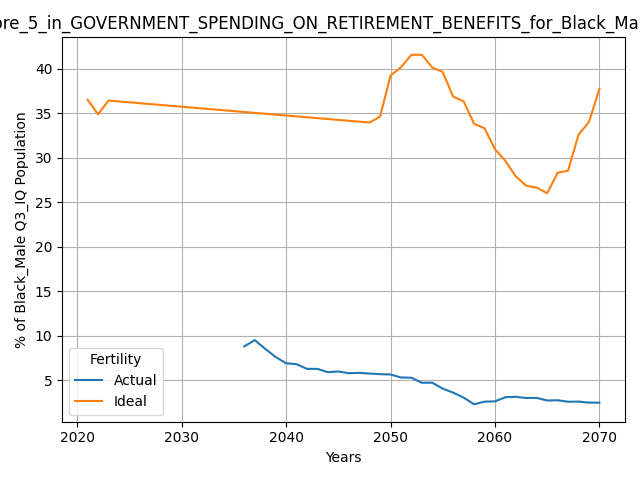 ore_5_in_GOVERNMENT_SPENDING_ON_RETIREMENT_BENEFITS_for_Black_Ma
% of Black_Male Q3_IQ Population
40
35
30
25
20
15
10
5
Fertility
Actual
Ideal
2020 2030 2040 2050 2060 2070
Years